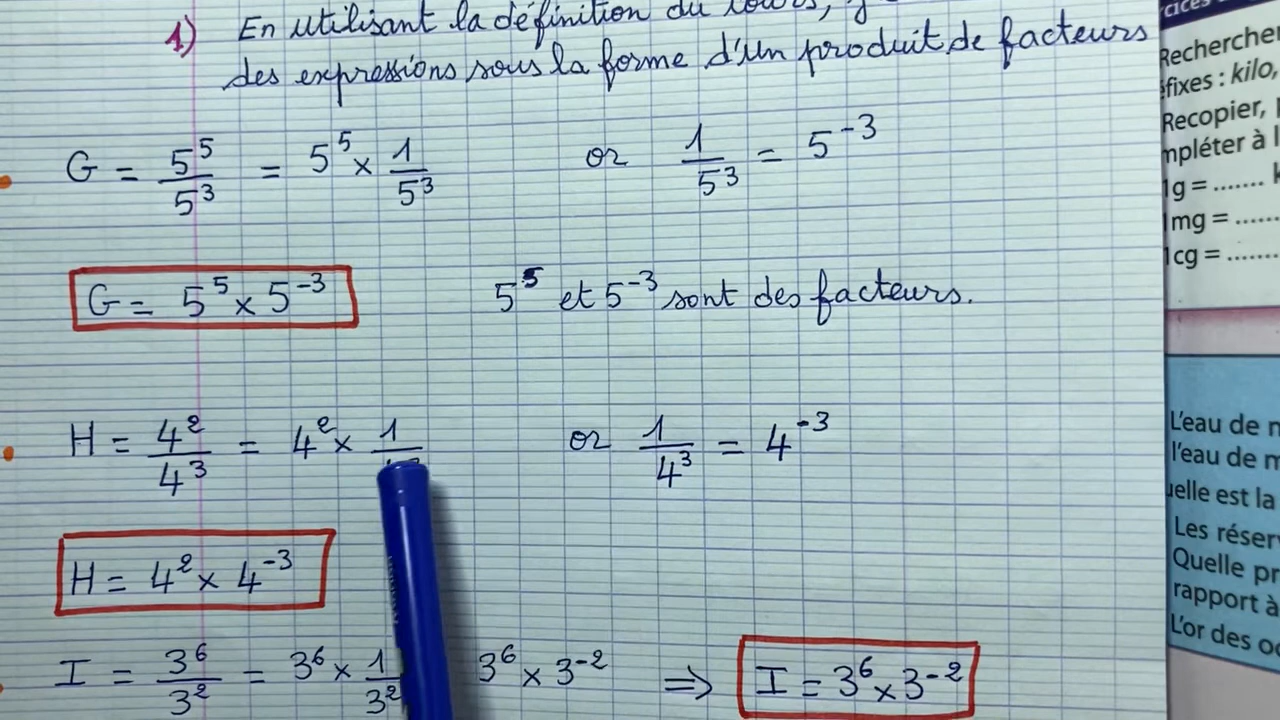 1) En utilisant la définition du cours,
des expressions sous la forme d'un produit de facteurs
G = 5^5/5^3 = 5^5 × 1/5^3 or 1/5^3 = 5^-3
G = 5^5 × 5^-3 5^5 et 5^-3 sont des facteurs.
H = 4^2/4^3 = 4^2 × 1/ or 1/4^3 = 4^-3
H = 4^2 × 4^-3
I = 3^6/3^2 = 3^6 × 1/3^2 3^6 × 3^-2 ⇒ I = 3^6 × 3^-2
Rechercher
fixes : kilo,
Recopier,
mpléter à
1g = .......
1mg = ......
1cg = .......
L'eau de
l'eau de
uelle est la
Les réser
Quelle pr
rapport à
L'or des oc